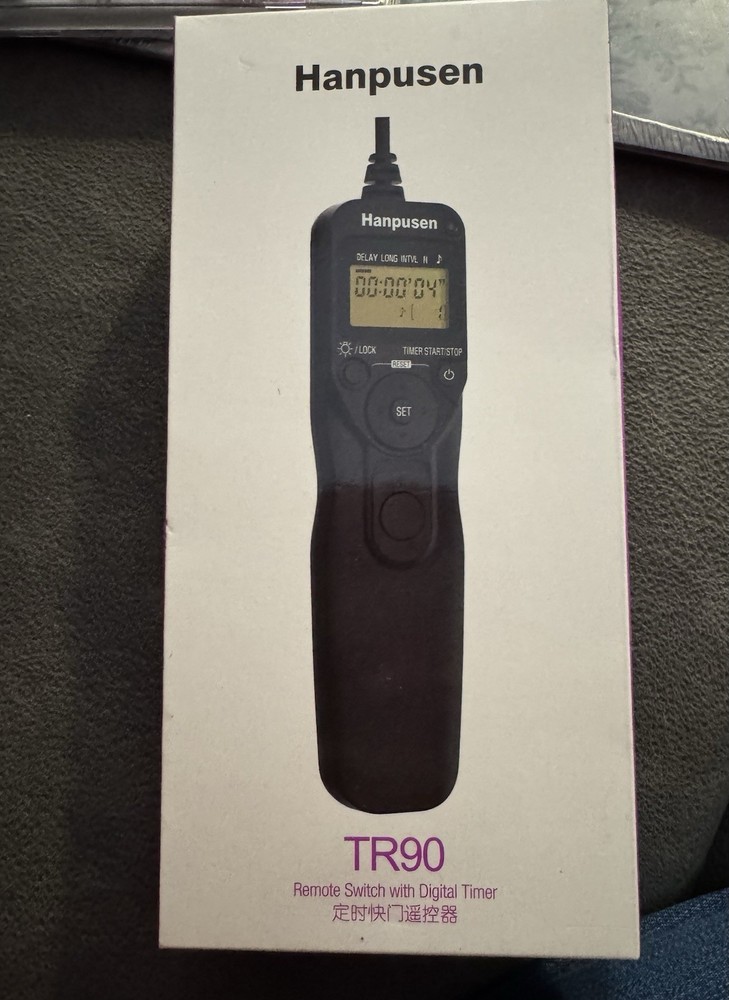 Hanpusen
Hanpusen
DELAY LONG INTVL N ♪
00:00'04"
/LOCK TIMER START/STOP
RESET
SET
TR90
Remote Switch with Digital Timer
定时快门遥控器